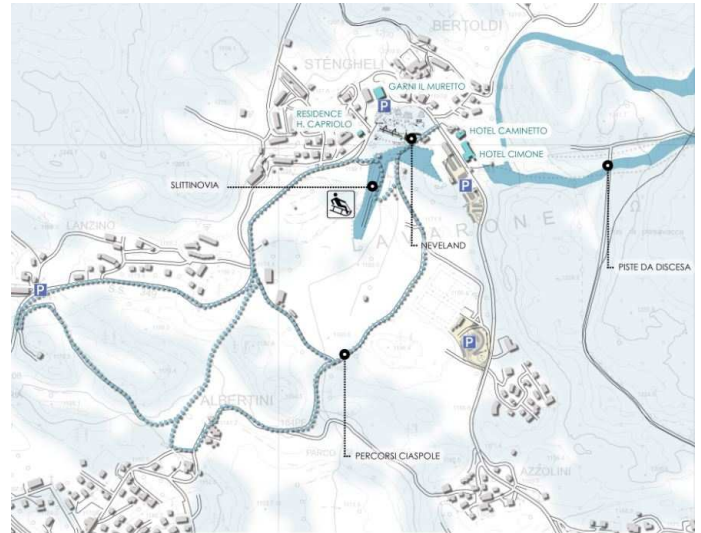 BERTOLDI
STENGHELI
GARNI IL MURETTO
P
RESIDENCE
H. CAPRIOLO
HOTEL CAMINETTO
HOTEL CIMONE
SLITTINOVIA
P
LAVARONE
LANZINO
NEVELAND
PISTE DA DISCESA
P
P
ALBERTINI
PARCO
PERCORSI CIASPOLE
AZZOLINI